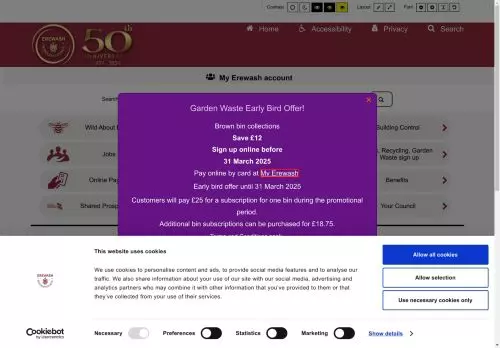 Contrast:
Layout:
Font:
Home
Accessibility
Privacy
Search
EREWASH
50th
ANNIVERSARY
My Erewash account
Search
Wild About
Building Control
Jobs
Recycling, Garden
Waste sign up
Online Pay
Benefits
Shared Prosp
Your Council
×
Garden Waste Early Bird Offer!
Brown bin collections
Save £12
Sign up online before
31 March 2025
Pay online by card at My Erewash
Early bird offer until 31 March 2025
Customers will pay £25 for a subscription for one bin during the promotional
period.
Additional bin subscriptions can be purchased for £18.75.
This website uses cookies
We use cookies to personalise content and ads, to provide social media features and to analyse our
traffic. We also share information about your use of our site with our social media, advertising and
analytics partners who may combine it with other information that you've provided to them or that
they've collected from your use of their services.
Allow all cookies
Allow selection
Use necessary cookies only
EREWASH
Cookiebot
by Usercentrics
Necessary
Preferences
Statistics
Marketing
Show details